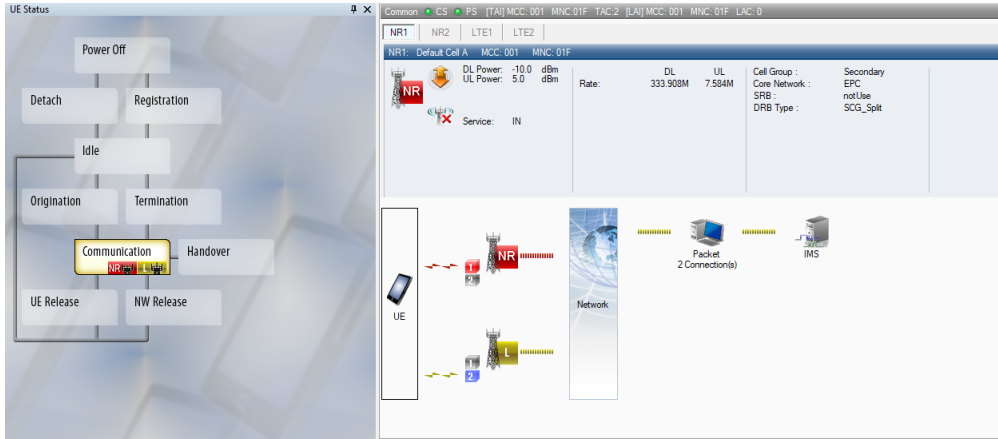 UE Status
Power Off
Detach
Registration
Idle
Origination
Termination
Communication
NR
L
Handover
UE Release
NW Release
Common CS PS [TAI] MCC: 001 MNC:01F TAC:2 [LAI] MCC: 001 MNC: 01F LAC: 0
NR1 NR2 LTE1 LTE2
NR1: Default Cell A MCC: 001 MNC: 01F
NR
DL Power: -10.0 dBm
UL Power: 5.0 dBm
Service: IN
DL UL
Rate: 333.908M 7.584M
Cell Group : Secondary
Core Network : EPC
SRB : notUse
DRB Type : SCG_Split
UE
1
2
NR
1
2
L
Network
Packet
2 Connection(s)
IMS